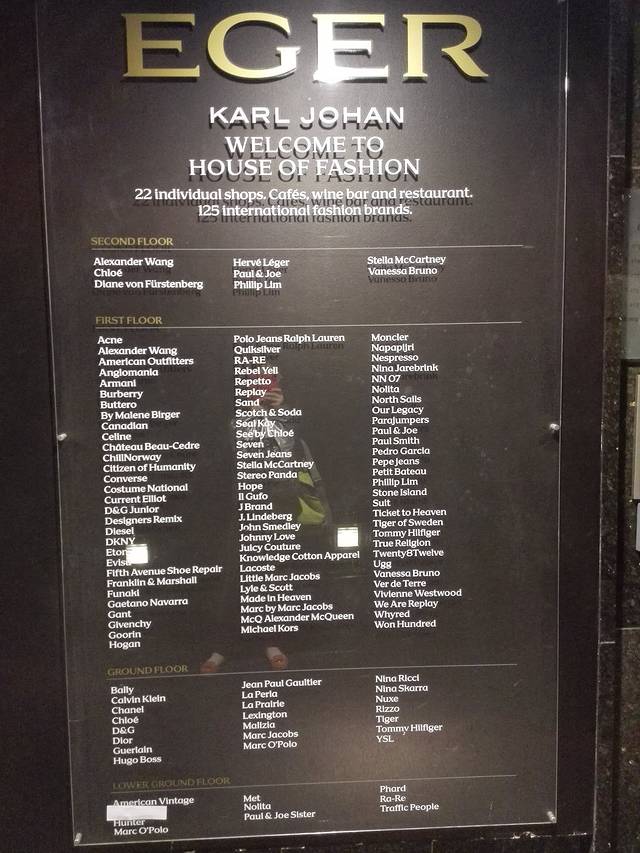 EGER
KARL JOHAN
WELCOME TO
HOUSE OF FASHION
22 individual shops. Cafés, wine bar and restaurant.
125 international fashion brands.
SECOND FLOOR
Alexander Wang
Chloé
Diane von Fürstenberg
Hervé Léger
Paul & Joe
Phillip Lim
Stella McCartney
Vanessa Bruno
FIRST FLOOR
Acne
Alexander Wang
American Outfitters
Anglomania
Armani
Burberry
Buttero
By Malene Birger
Canadian
Celine
Château Beau-Cedre
ChillNorway
Citizen of Humanity
Converse
Costume National
Current Elliot
D&G Junior
Designers Remix
Diesel
DKNY
Evisu
Fifth Avenue Shoe Repair
Franklin & Marshall
Funaki
Gaetano Navarra
Gant
Givenchy
Goorin
Hogan
Polo Jeans Ralph Lauren
Quiksilver
RA-RE
Rebel Yell
Repetto
Replay
Sand
Scotch & Soda
Seal Kay
See by Chloé
Seven
Seven Jeans
Stella McCartney
Stereo Panda
Hope
Il Gufo
J Brand
J. Lindeberg
John Smedley
Johnny Love
Juicy Couture
Knowledge Cotton Apparel
Lacoste
Little Marc Jacobs
Lyle & Scott
Made in Heaven
Marc by Marc Jacobs
McQ Alexander McQueen
Michael Kors
Moncler
Napapijri
Nespresso
Nina Jarebrink
NN 07
Nolita
North Sails
Our Legacy
Parajumpers
Paul & Joe
Paul Smith
Pedro Garcia
Pepe jeans
Petit Bateau
Phillip Lim
Stone Island
Suit
Ticket to Heaven
Tiger of Sweden
Tommy Hilfiger
True Religion
Twenty8Twelve
Ugg
Vanessa Bruno
Ver de Terre
Vivienne Westwood
We Are Replay
Whyred
Won Hundred
GROUND FLOOR
Bally
Calvin Klein
Chanel
Chloé
D&G
Dior
Guerlain
Hugo Boss
Jean Paul Gaultier
La Perla
La Prairie
Lexington
Malizia
Marc Jacobs
Marc O'Polo
Nina Ricci
Nina Skarra
Nuxe
Rizzo
Tiger
Tommy Hilfiger
YSL
LOWER GROUND FLOOR
American Vintage
Hunter
Marc O'Polo
Met
Nolita
Paul & Joe Sister
Phard
Ra-Re
Traffic People